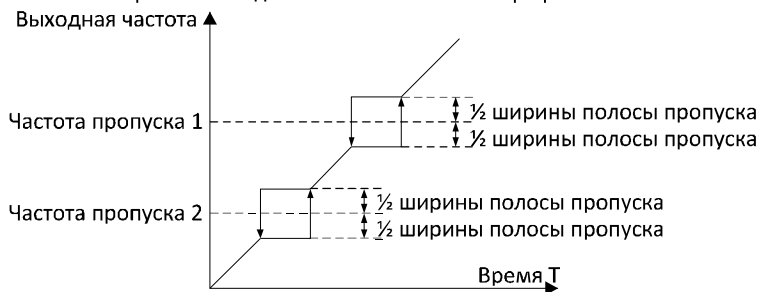 Выходная частота
Частота пропуска 1
½ ширины полосы пропуска
½ ширины полосы пропуска
Частота пропуска 2
½ ширины полосы пропуска
½ ширины полосы пропуска
Время T